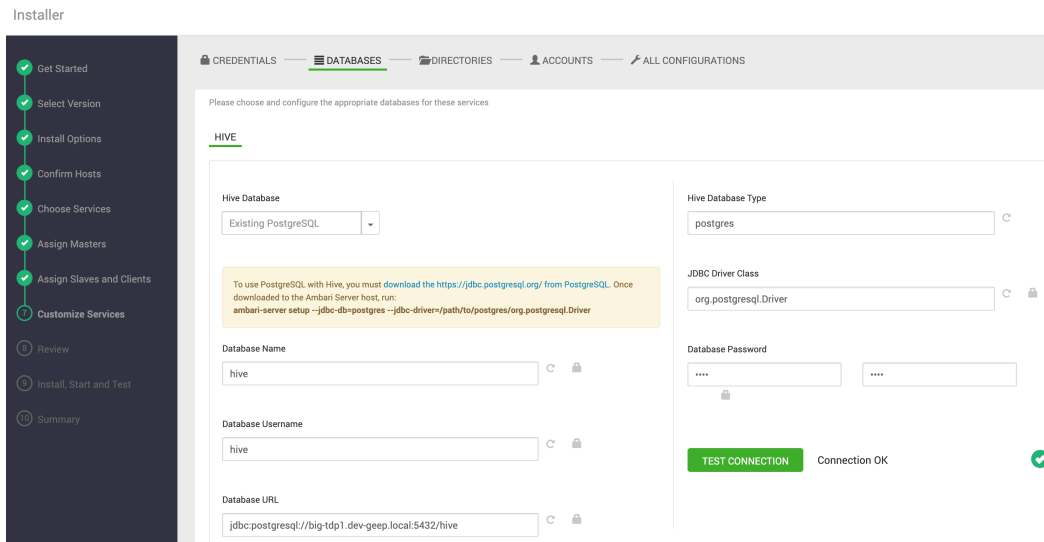 Installer
Get Started
Select Version
Install Options
Confirm Hosts
Choose Services
Assign Masters
Assign Slaves and Clients
7 Customize Services
8 Review
9 Install, Start and Test
10 Summary
CREDENTIALS DATABASES DIRECTORIES ACCOUNTS ALL CONFIGURATIONS
Please choose and configure the appropriate databases for these services
HIVE
Hive Database
Existing PostgreSQL
To use PostgreSQL with Hive, you must download the https://jdbc.postgresql.org/ from PostgreSQL. Once
downloaded to the Ambari Server host, run:
ambari-server setup --jdbc-db=postgres --jdbc-driver=/path/to/postgres/org.postgresql.Driver
Database Name
hive
Database Username
hive
Database URL
jdbc:postgresql://big-tdp1.dev-geep.local:5432/hive
Hive Database Type
postgres
JDBC Driver Class
org.postgresql.Driver
Database Password
•••• ••••
TEST CONNECTION Connection OK